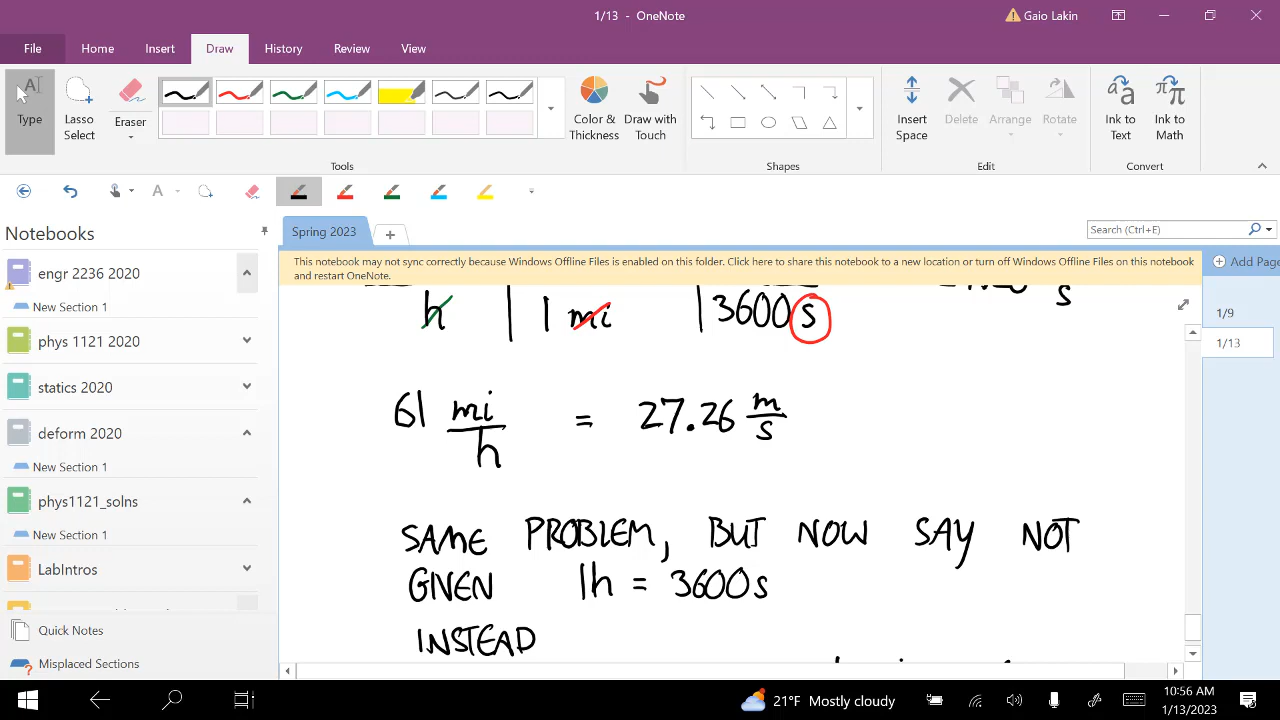 1/13 - OneNote
Gaio Lakin
File Home Insert Draw History Review View
Type
Lasso Select
Eraser
Color & Thickness
Draw with Touch
Insert Space
Delete
Arrange
Rotate
Ink to Text
Ink to Math
Tools
Shapes
Edit
Convert
Notebooks
Spring 2023
Search (Ctrl+E)
This notebook may not sync correctly because Windows Offline Files is enabled on this folder. Click here to share this notebook to a new location or turn off Windows Offline Files on this notebook
and restart OneNote.
Add Page
engr 2236 2020
New Section 1
phys 1121 2020
statics 2020
deform 2020
New Section 1
phys1121_solns
New Section 1
LabIntros
Quick Notes
Misplaced Sections
1/9
1/13
h 1 mi 3600 s
s
61 mi/h = 27.26 m/s
SAME PROBLEM, BUT NOW SAY NOT
GIVEN 1h = 3600s
INSTEAD
21°F Mostly cloudy
10:56 AM
1/13/2023